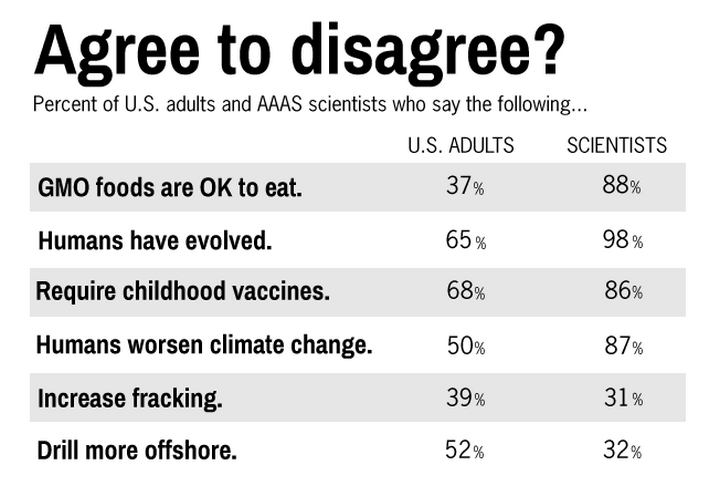 Agree to disagree?
Percent of U.S. adults and AAAS scientists who say the following...
U.S. ADULTS SCIENTISTS
GMO foods are OK to eat. 37% 88%
Humans have evolved. 65% 98%
Require childhood vaccines. 68% 86%
Humans worsen climate change. 50% 87%
Increase fracking. 39% 31%
Drill more offshore. 52% 32%